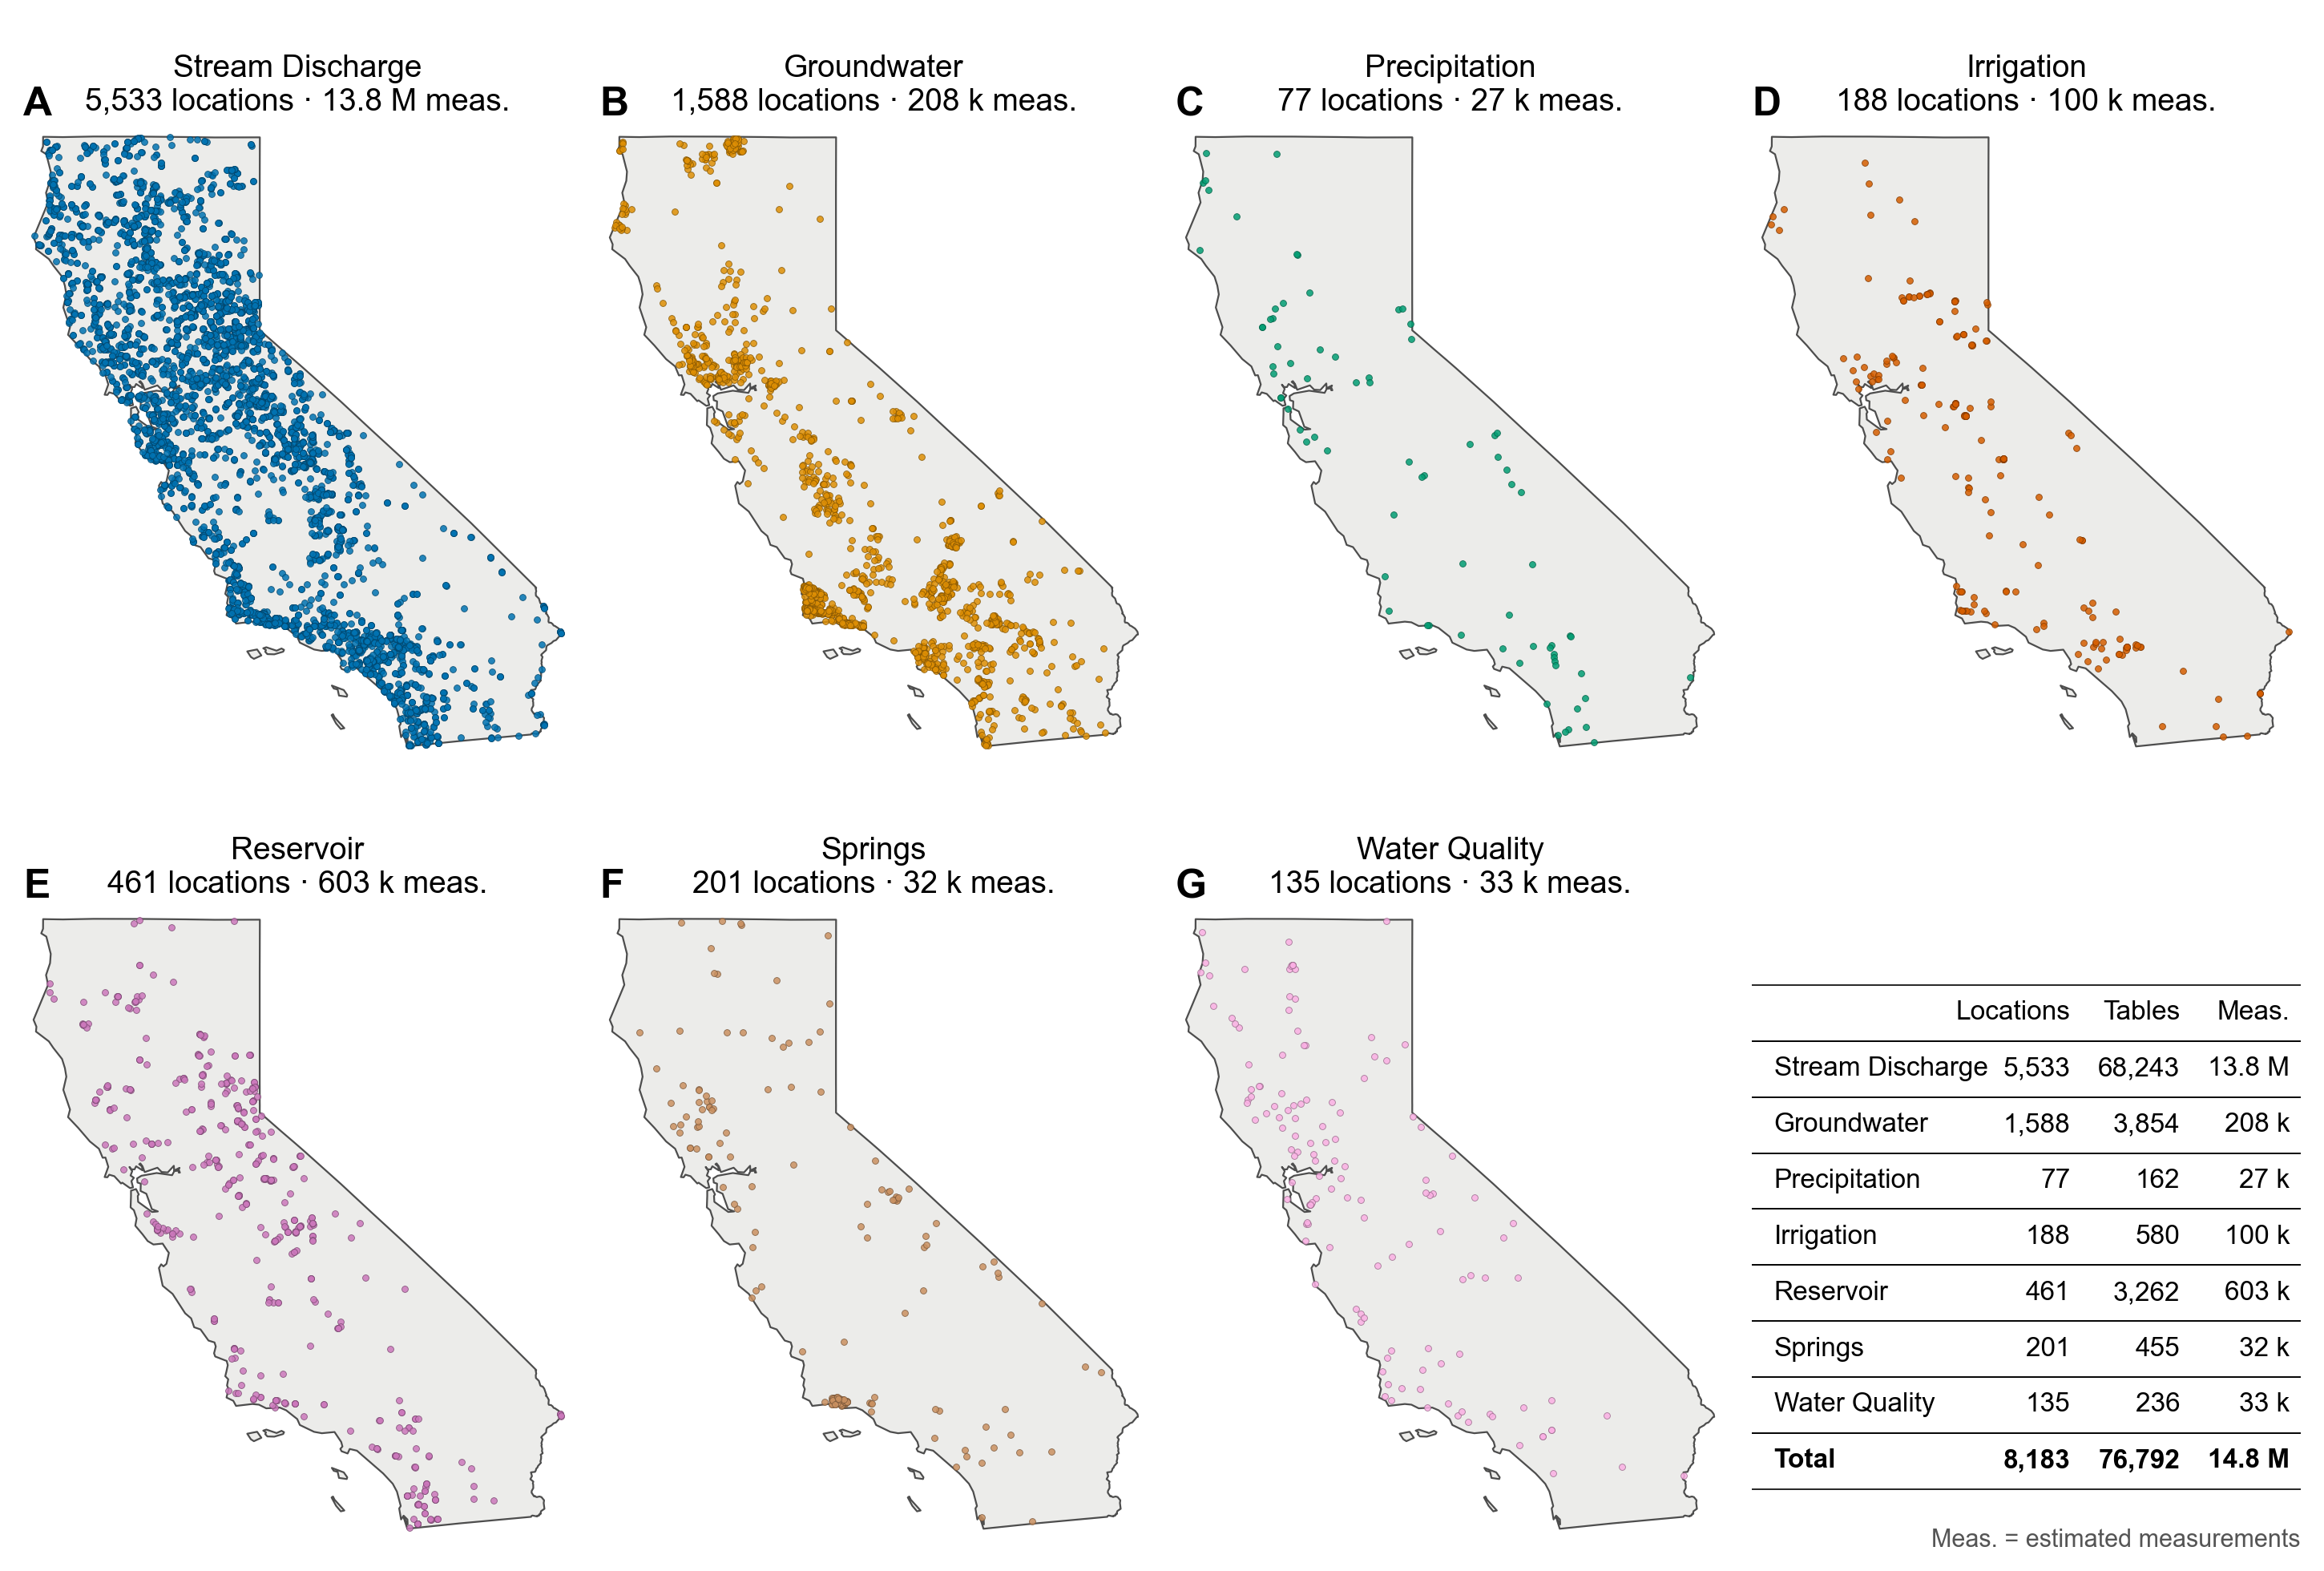 Stream Discharge
A 5,533 locations · 13.8 M meas.
Groundwater
B 1,588 locations · 208 k meas.
Precipitation
C 77 locations · 27 k meas.
Irrigation
D 188 locations · 100 k meas.
Reservoir
E 461 locations · 603 k meas.
Springs
F 201 locations · 32 k meas.
Water Quality
G 135 locations · 33 k meas.
Locations Tables Meas.
Stream Discharge 5,533 68,243 13.8 M
Groundwater 1,588 3,854 208 k
Precipitation 77 162 27 k
Irrigation 188 580 100 k
Reservoir 461 3,262 603 k
Springs 201 455 32 k
Water Quality 135 236 33 k
Total 8,183 76,792 14.8 M
Meas. = estimated measurements